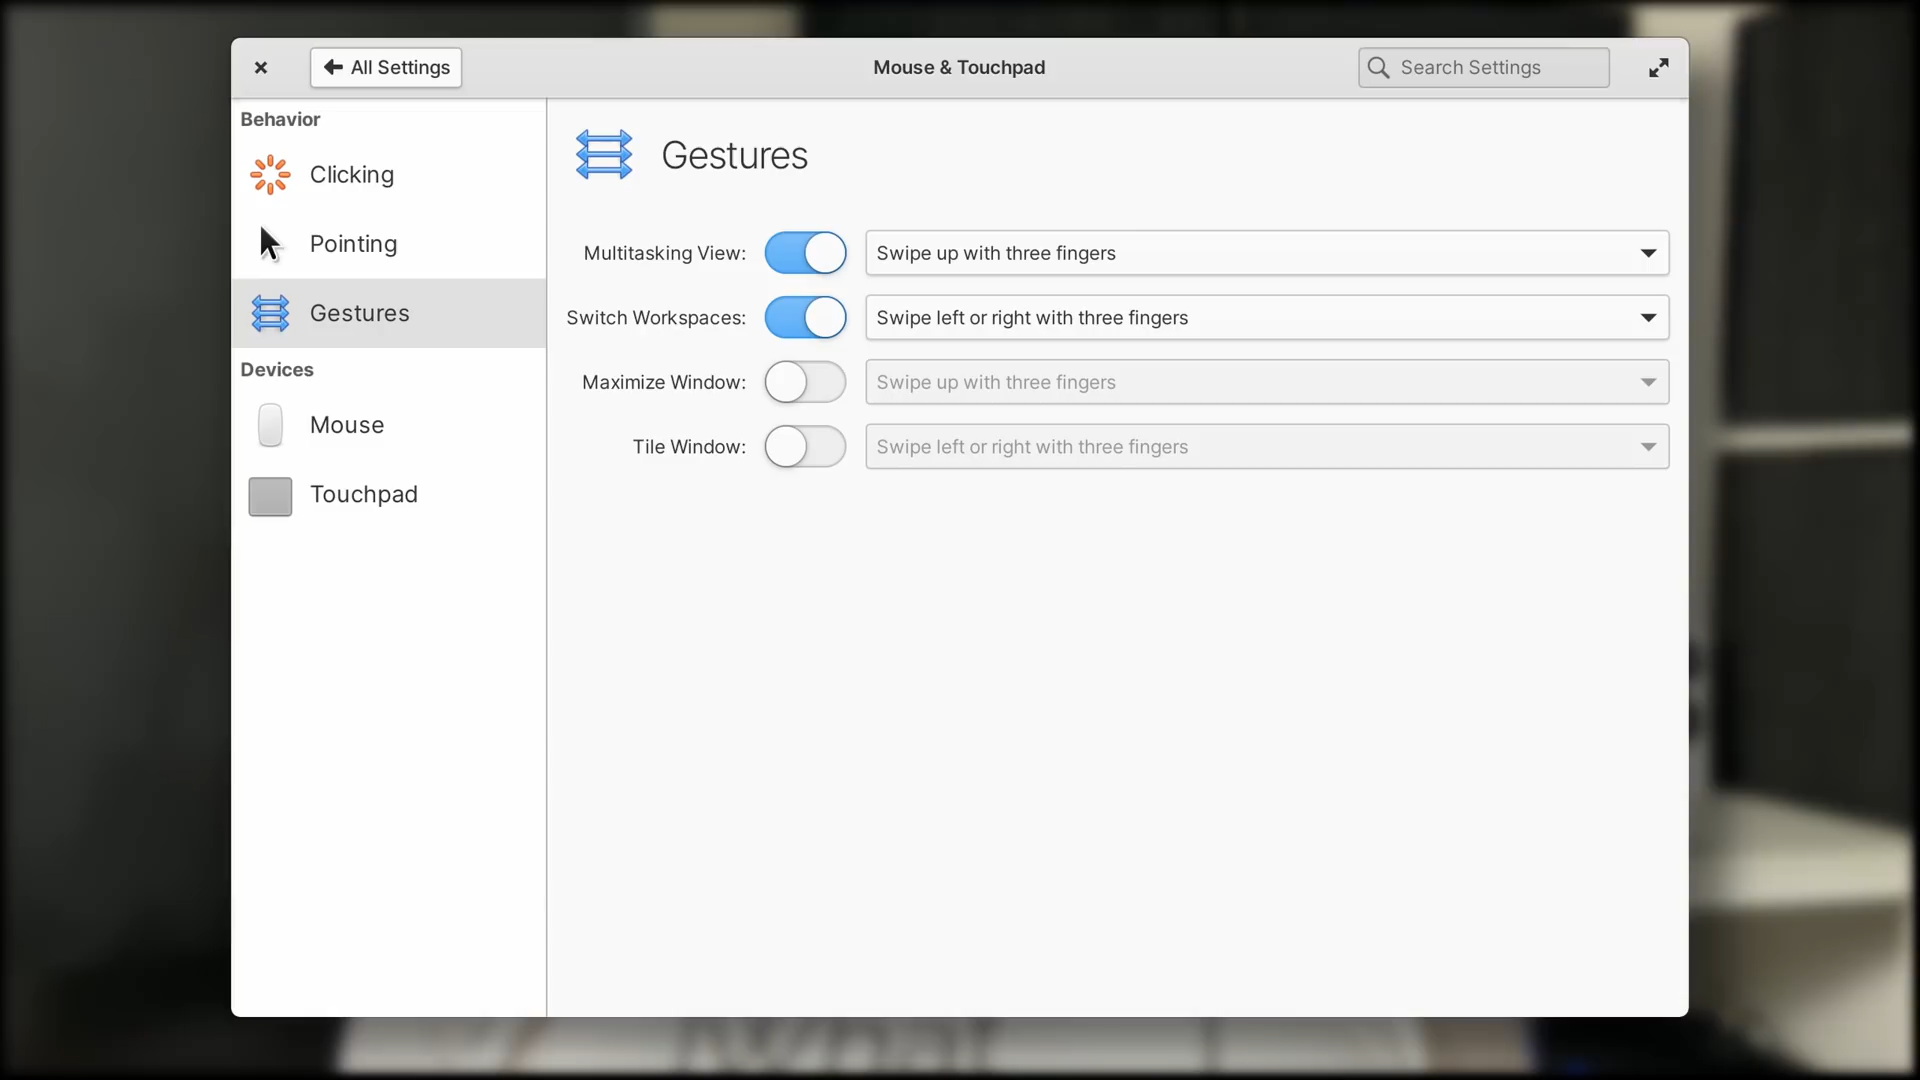 All Settings
Mouse & Touchpad
Search Settings
Behavior
Clicking
Pointing
Gestures
Devices
Mouse
Touchpad
Gestures
Multitasking View: Swipe up with three fingers
Switch Workspaces: Swipe left or right with three fingers
Maximize Window: Swipe up with three fingers
Tile Window: Swipe left or right with three fingers